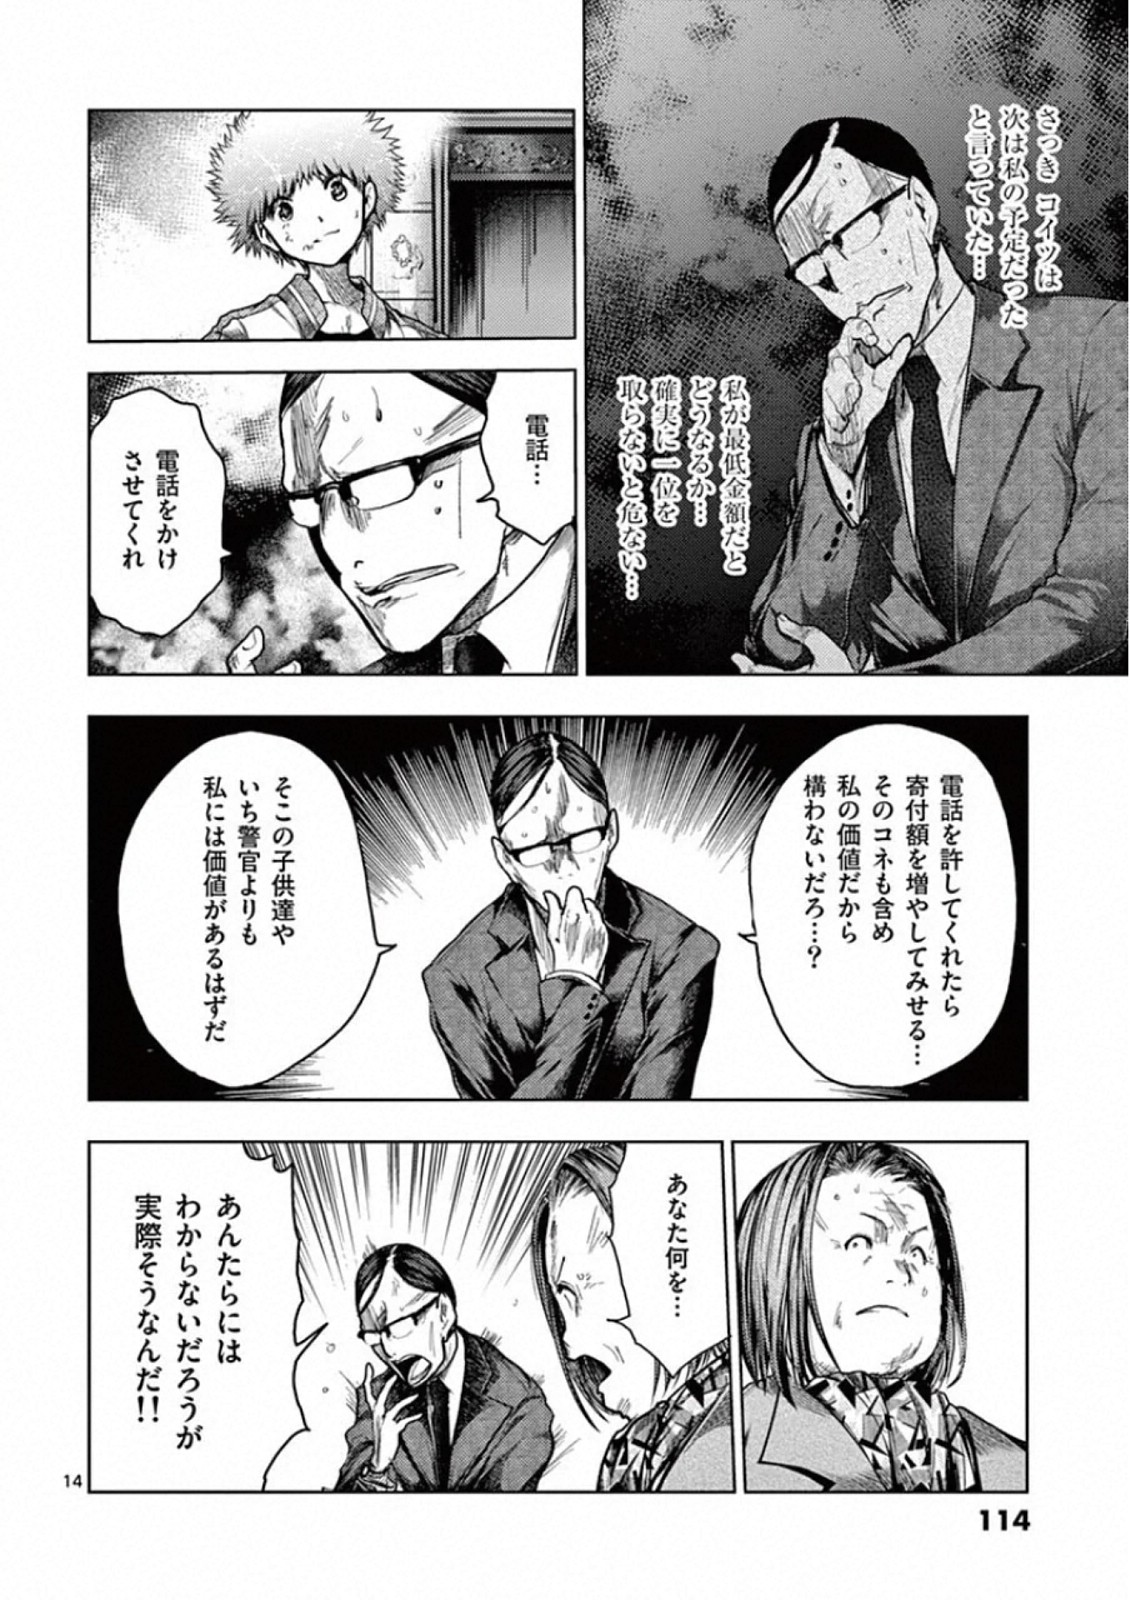 さっき コイツは
次は私の予定だった
と言っていた…
私が最低金額だと
どうなるか…
確実に一位を
取らないと危ない…
電話…
電話をかけ
させてくれ
電話を許してくれたら
寄付額を増やしてみせる…
そのコネも含め
私の価値だから
構わないだろ…?
そこの子供達や
いち警官よりも
私には価値があるはずだ
あなた何を…
あんたらには
わからないだろうが
実際そうなんだ!!
14
114